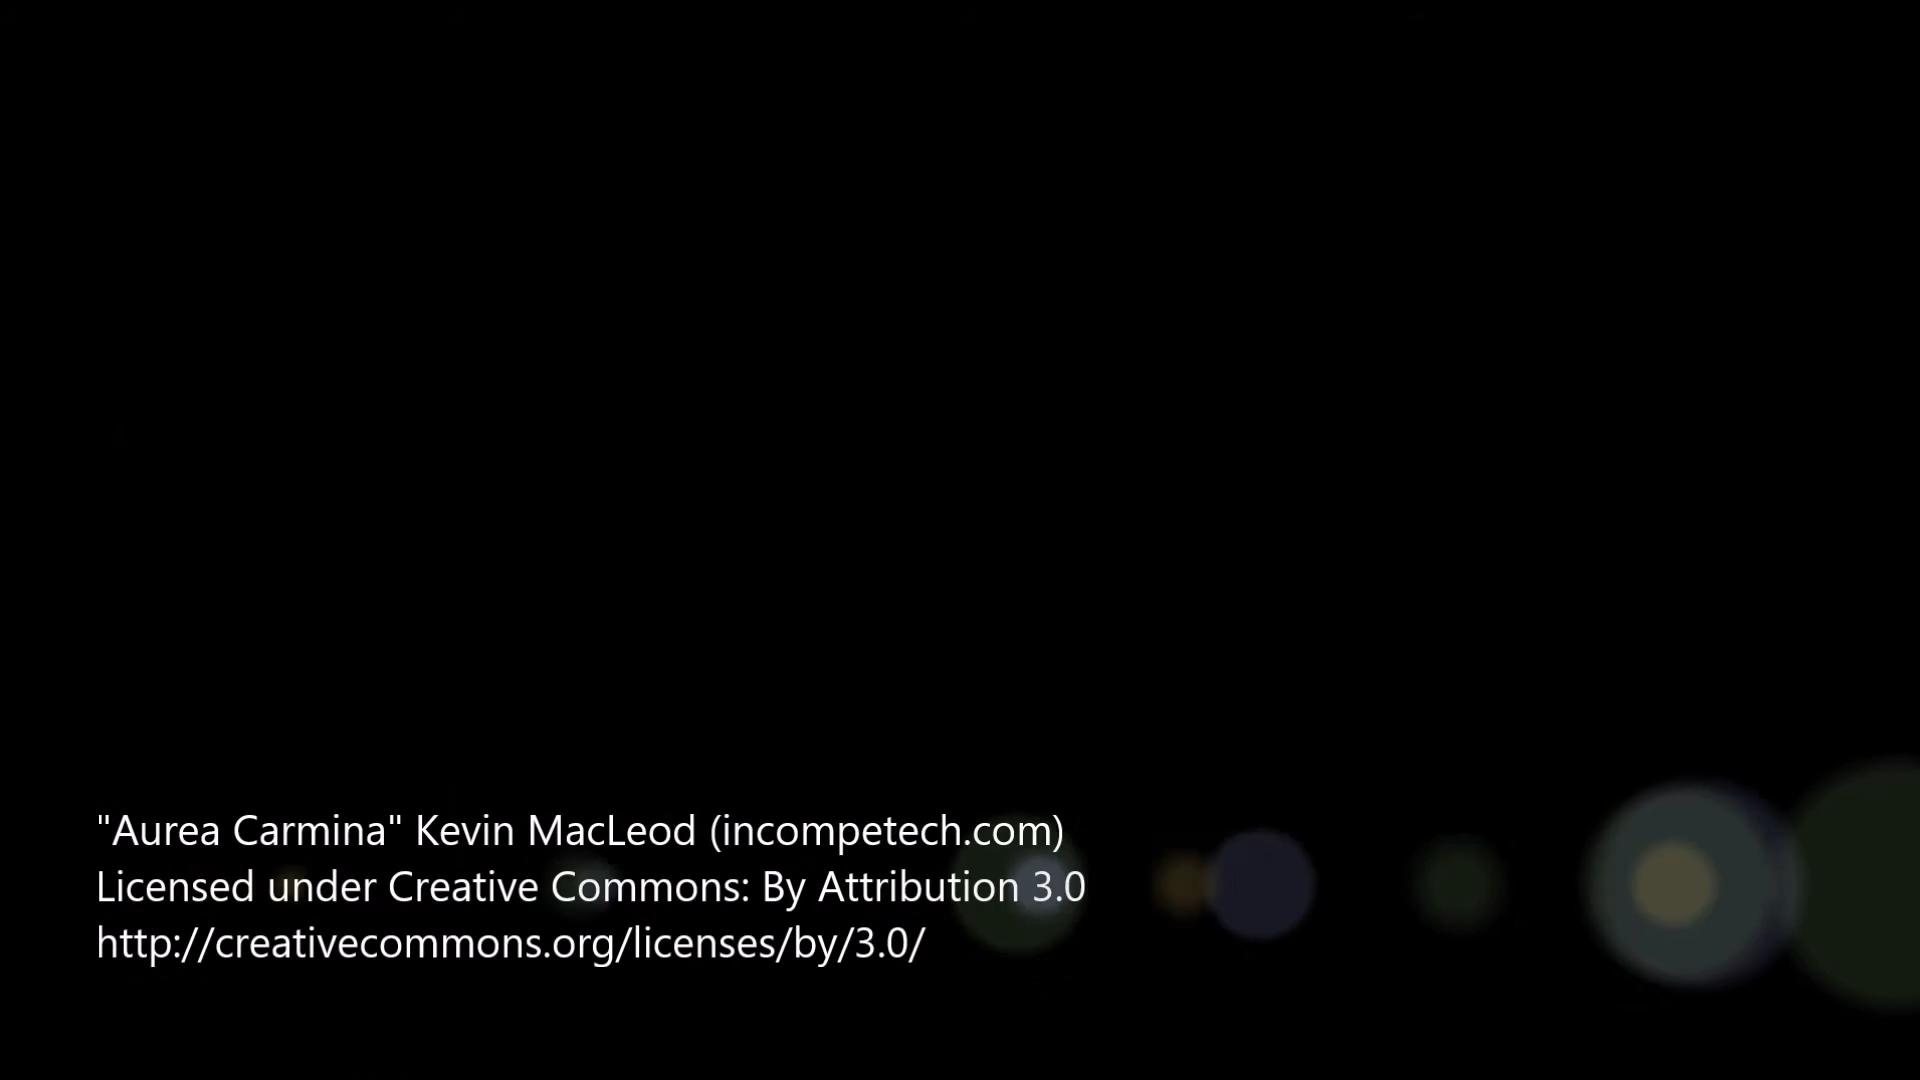 "Aurea Carmina" Kevin MacLeod (incompetech.com)
Licensed under Creative Commons: By Attribution 3.0
http://creativecommons.org/licenses/by/3.0/